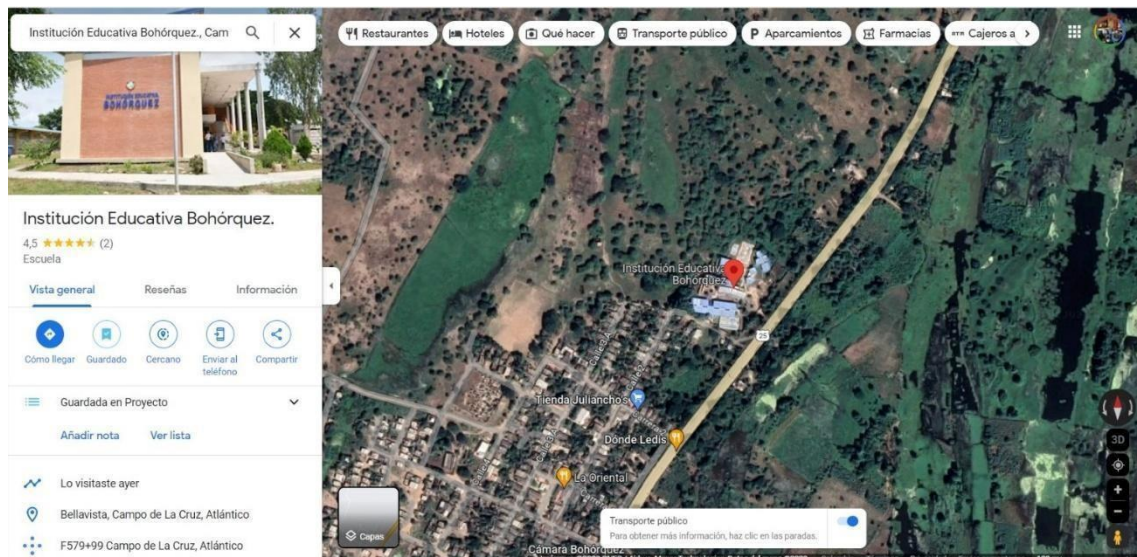 Institución Educativa Bohórquez., Cam
Restaurantes
Hoteles
Qué hacer
Transporte público
P Aparcamientos
Farmacias
ATM Cajeros a
INSTITUCIÓN EDUCATIVA
BOHÓRQUEZ
Institución Educativa Bohórquez.
4,5 (2)
Escuela
Vista general
Reseñas
Información
Cómo llegar
Guardado
Cercano
Enviar al
teléfono
Compartir
Guardada en Proyecto
Añadir nota
Ver lista
Lo visitaste ayer
Bellavista, Campo de La Cruz, Atlántico
F579+99 Campo de La Cruz, Atlántico
Institución Educativa
Bohórquez
25
Calle 3A
Tienda Juliancho's
Donde Ledis
La Oriental
Cámara Bohórquez
Capas
Transporte público
Para obtener más información, haz clic en las paradas.
3D